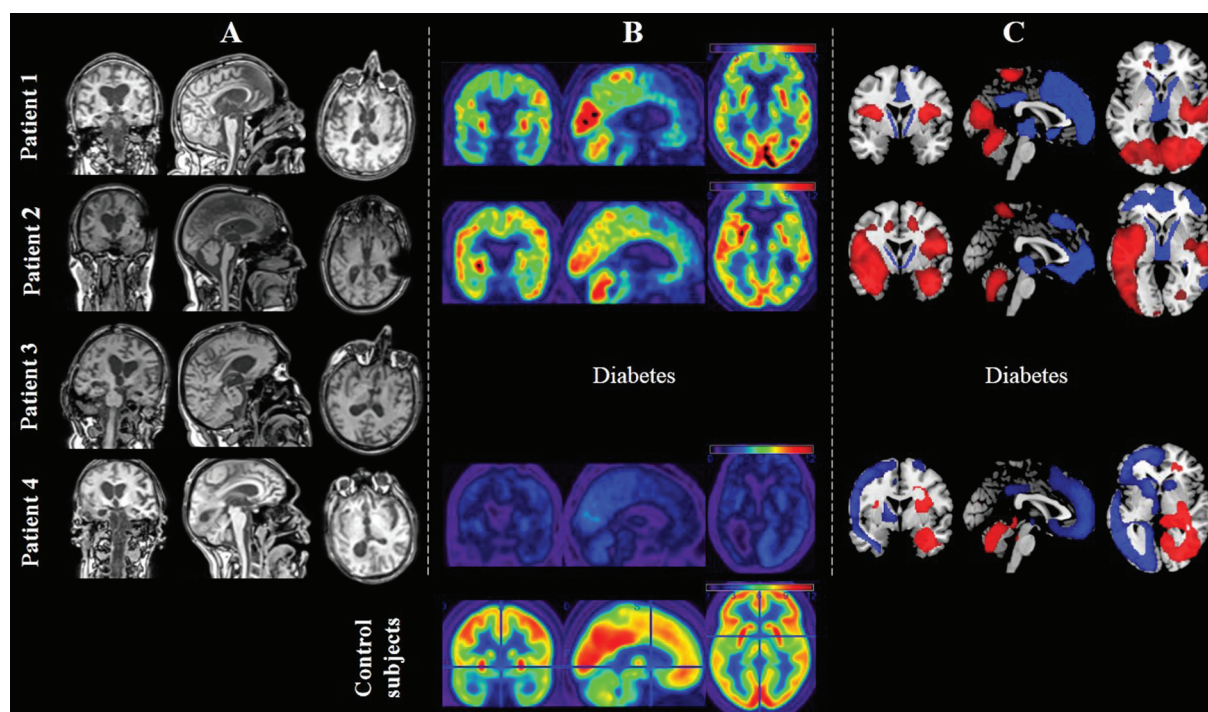 A B C
Patient 1
Patient 2
Patient 3
Diabetes Diabetes
Patient 4
Control
subjects